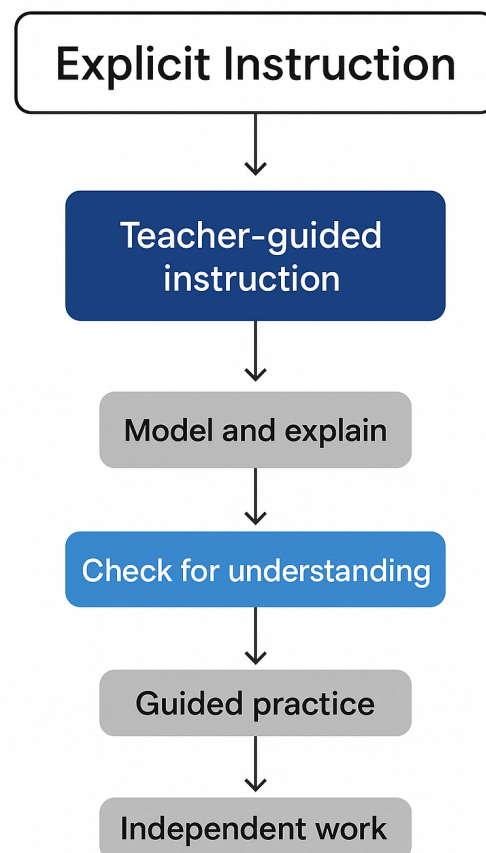 Explicit Instruction
Teacher-guided
instruction
Model and explain
Check for understanding
Guided practice
Independent work